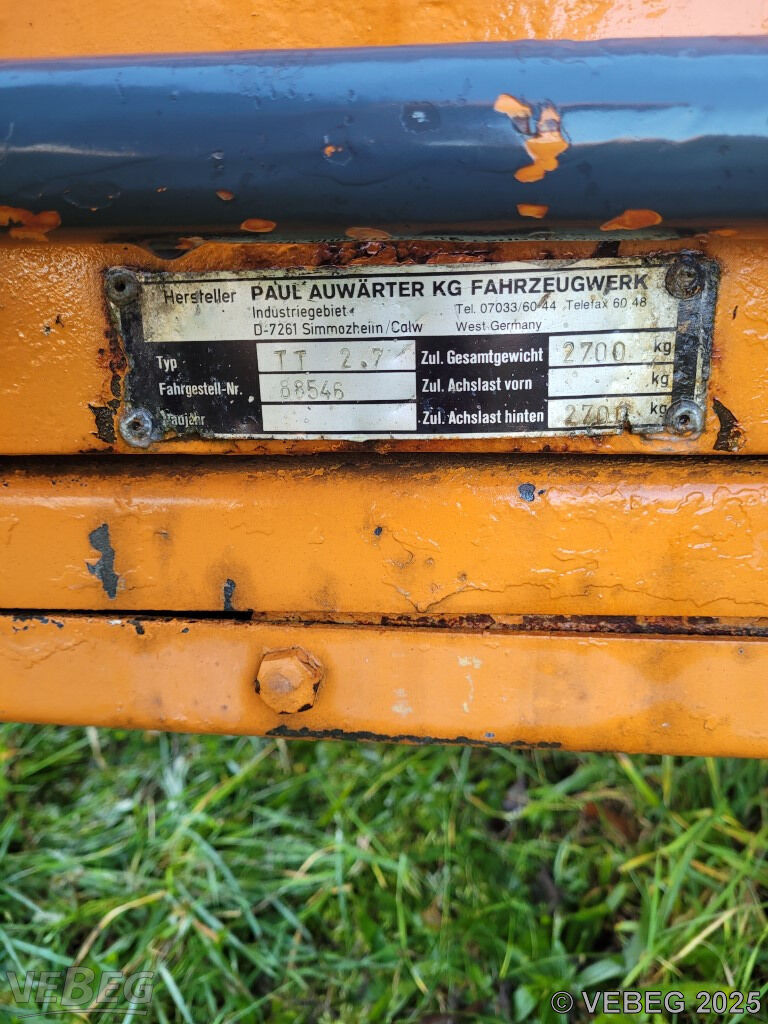 Hersteller PAUL AUWÄRTER KG FAHRZEUGWERK
Industriegebiet Tel. 07033/60 44 Telefax 60 48
D-7261 Simmozheim/Calw West Germany
Typ TT 2.7 Zul. Gesamtgewicht 2700 kg
Fahrgestell-Nr. 88546 Zul. Achslast vorn kg
Baujahr Zul. Achslast hinten 2700 kg
VEBEG
© VEBEG 2025